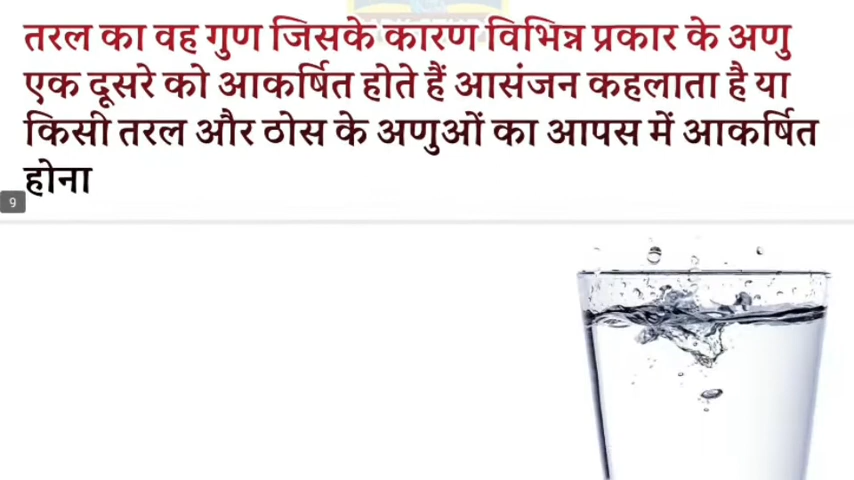 तरल का वह गुण जिसके कारण विभिन्न प्रकार के अणु
एक दूसरे को आकर्षित होते हैं आसंजन कहलाता है या
किसी तरल और ठोस के अणुओं का आपस में आकर्षित
होना
9